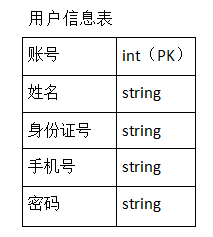 用户信息表
账号 int（PK）
姓名 string
身份证号 string
手机号 string
密码 string